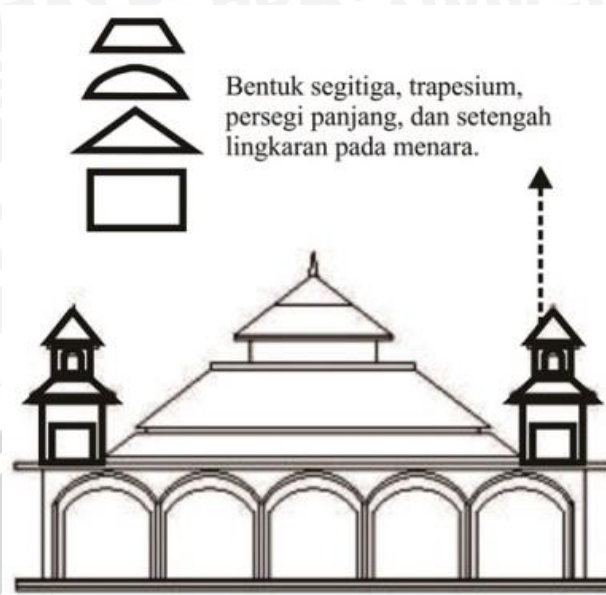 Bentuk segitiga, trapesium,
persegi panjang, dan setengah
lingkaran pada menara.